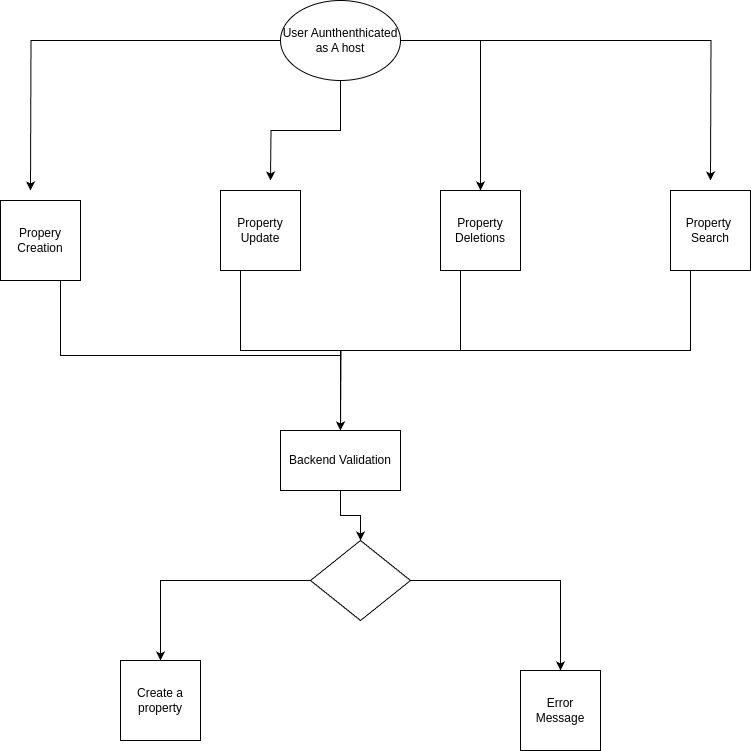 User Aunthenthicated
as A host
Propery
Creation
Property
Update
Property
Deletions
Property
Search
Backend Validation
Create a
property
Error
Message